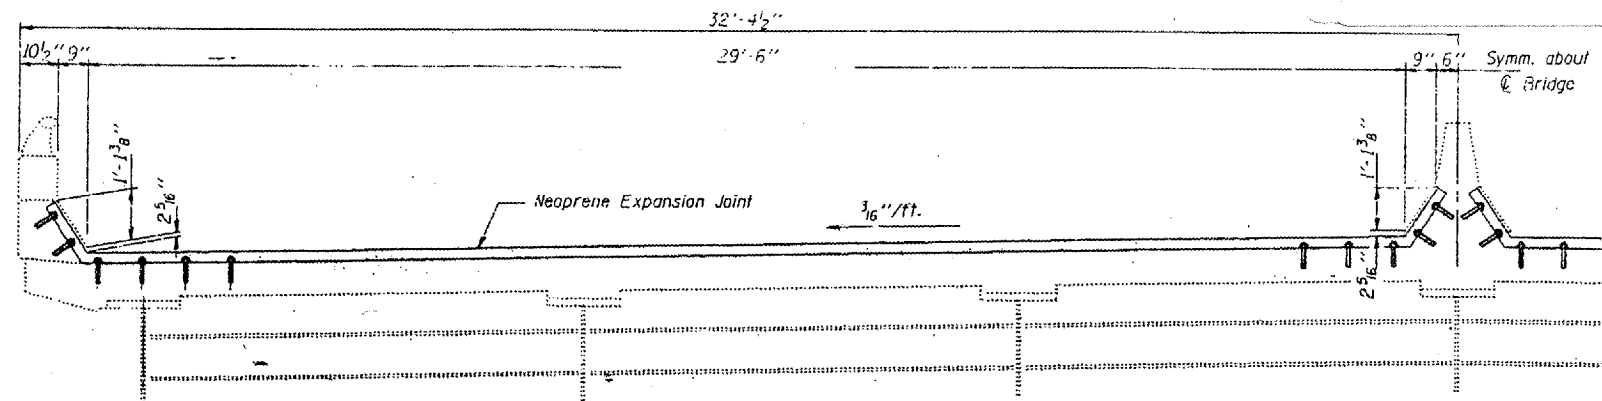 32'-4½"
10½" 9" 29'-6" 9" 6" Symm. about
℄ Bridge
1'-1⅜"
2 5/16"
Neoprene Expansion Joint
3/16"/ft.
1'-1⅜"
2 5/16"